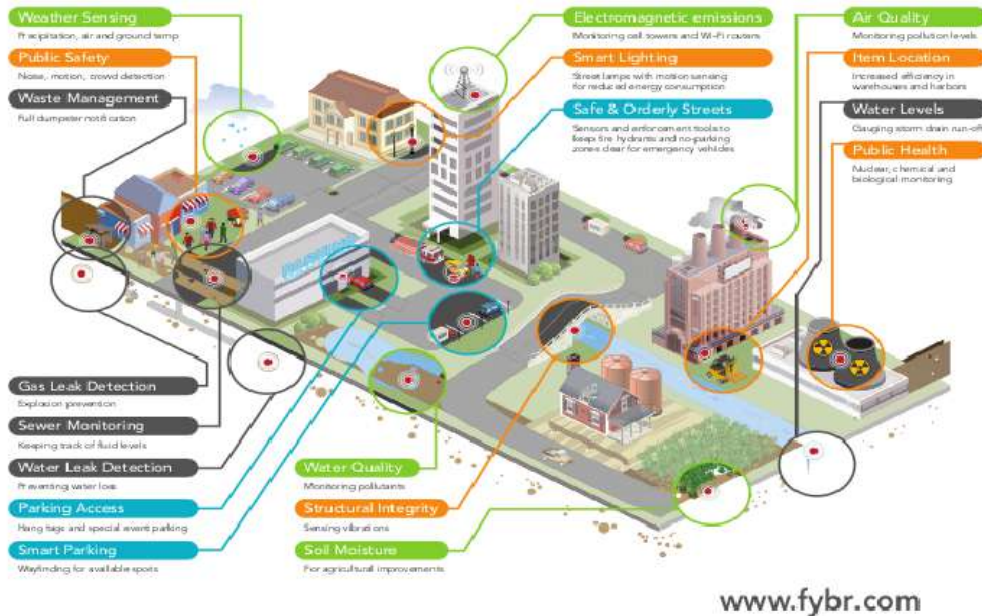 Weather Sensing
Precipitation, air and ground temp
Public Safety
Noise, motion, crowd detection
Waste Management
Full dumpster notification
Electromagnetic emissions
Monitoring cell towers and Wi-Fi routers
Smart Lighting
Street lamps with motion sensing
for reduced energy consumption
Safe & Orderly Streets
Sensors and enforcement tools to
keep fire hydrants and no-parking
zones clear for emergency vehicles
Air Quality
Monitoring pollution levels
Item Location
Increased efficiency in
warehouses and harbors
Water Levels
Gauging storm drain run-off
Public Health
Nuclear, chemical and
biological monitoring
Gas Leak Detection
Explosion prevention
Sewer Monitoring
Keeping track of fluid levels
Water Leak Detection
Preventing water loss
Parking Access
Hang tags and special event parking
Smart Parking
Wayfinding for available spots
Water Quality
Monitoring pollutants
Structural Integrity
Sensing vibrations
Soil Moisture
For agricultural improvements
www.fybr.com